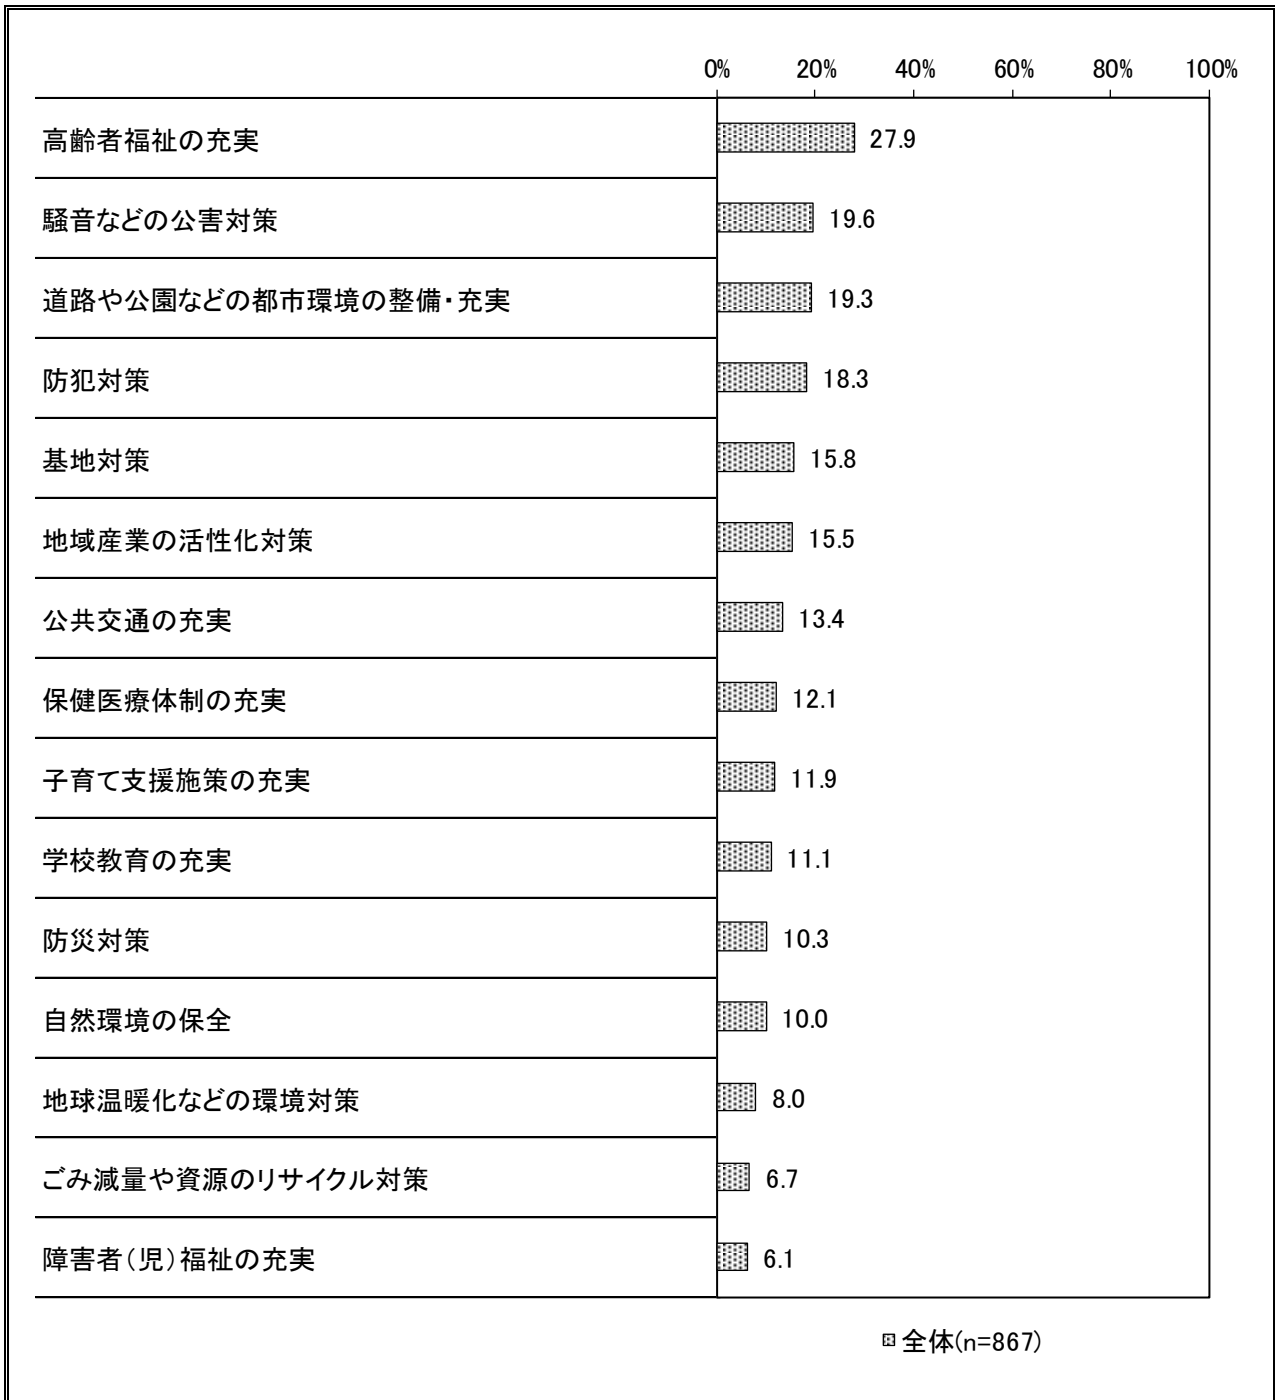 0% 20% 40% 60% 80% 100%
高齢者福祉の充実 27.9
騒音などの公害対策 19.6
道路や公園などの都市環境の整備・充実 19.3
防犯対策 18.3
基地対策 15.8
地域産業の活性化対策 15.5
公共交通の充実 13.4
保健医療体制の充実 12.1
子育て支援施策の充実 11.9
学校教育の充実 11.1
防災対策 10.3
自然環境の保全 10.0
地球温暖化などの環境対策 8.0
ごみ減量や資源のリサイクル対策 6.7
障害者(児)福祉の充実 6.1
全体(n=867)